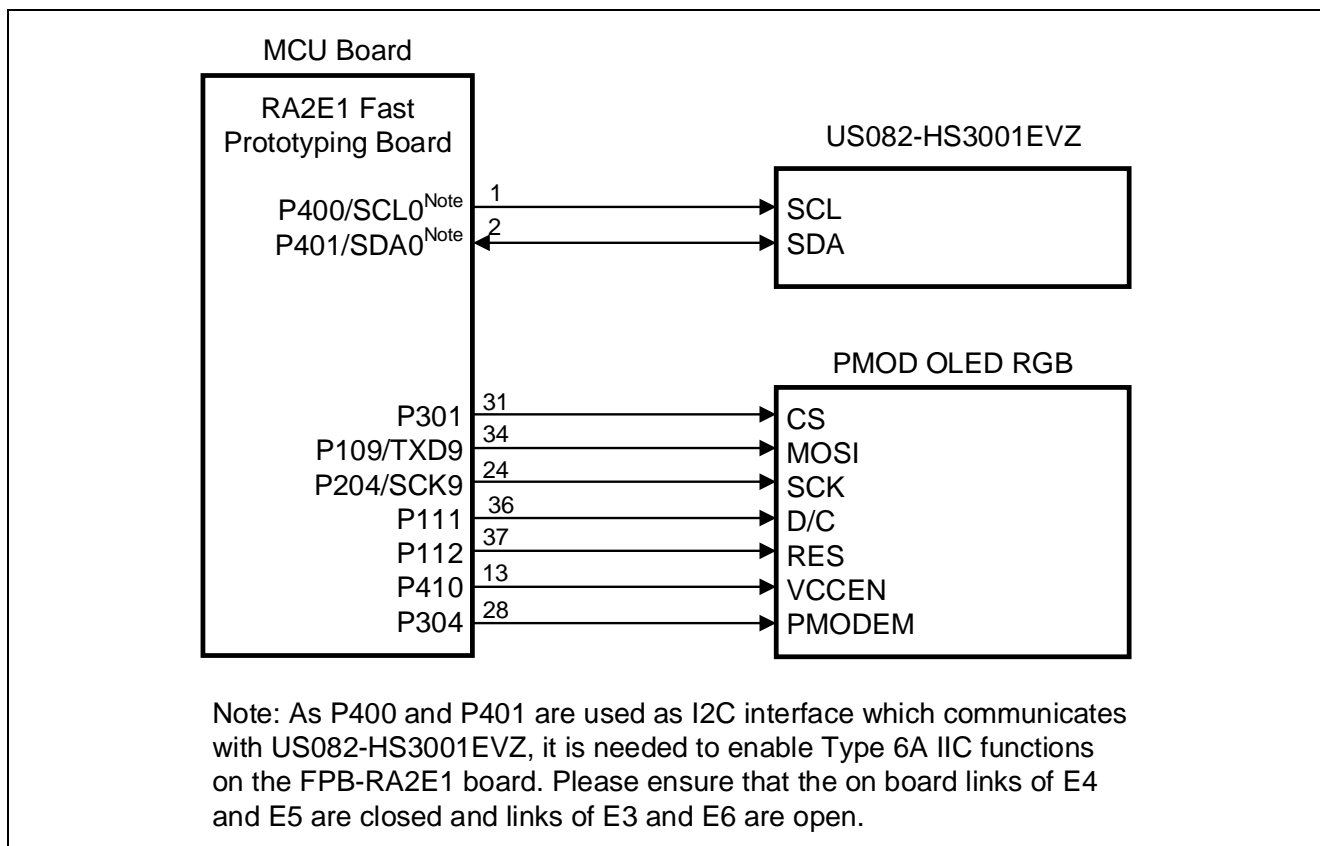 MCU Board
RA2E1 Fast
Prototyping Board
US082-HS3001EVZ
P400/SCL0Note 1 SCL
P401/SDA0Note 2 SDA
PMOD OLED RGB
P301 31 CS
P109/TXD9 34 MOSI
P204/SCK9 24 SCK
P111 36 D/C
P112 37 RES
P410 13 VCCEN
P304 28 PMODEM
Note: As P400 and P401 are used as I2C interface which communicates
with US082-HS3001EVZ, it is needed to enable Type 6A IIC functions
on the FPB-RA2E1 board. Please ensure that the on board links of E4
and E5 are closed and links of E3 and E6 are open.